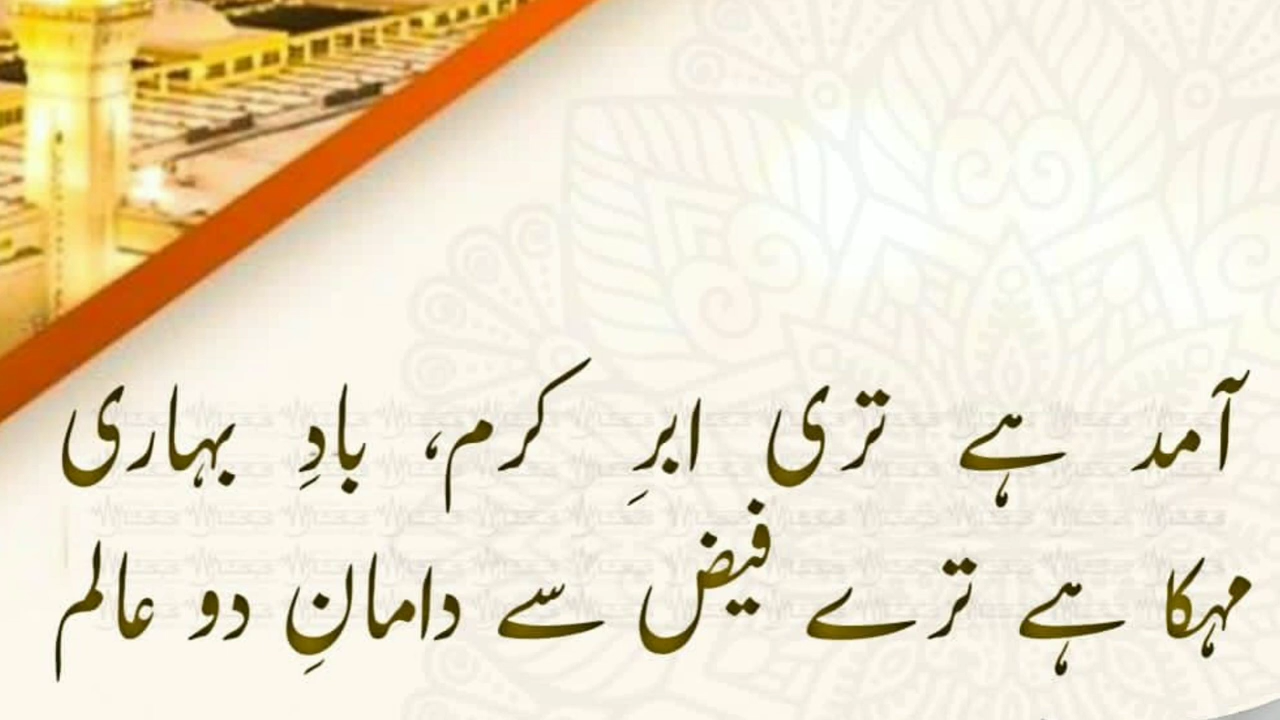 آمد ہے تری ابرِ کرم، بادِ بہاری
مہکا ہے ترے فیض سے دامانِ دو عالم